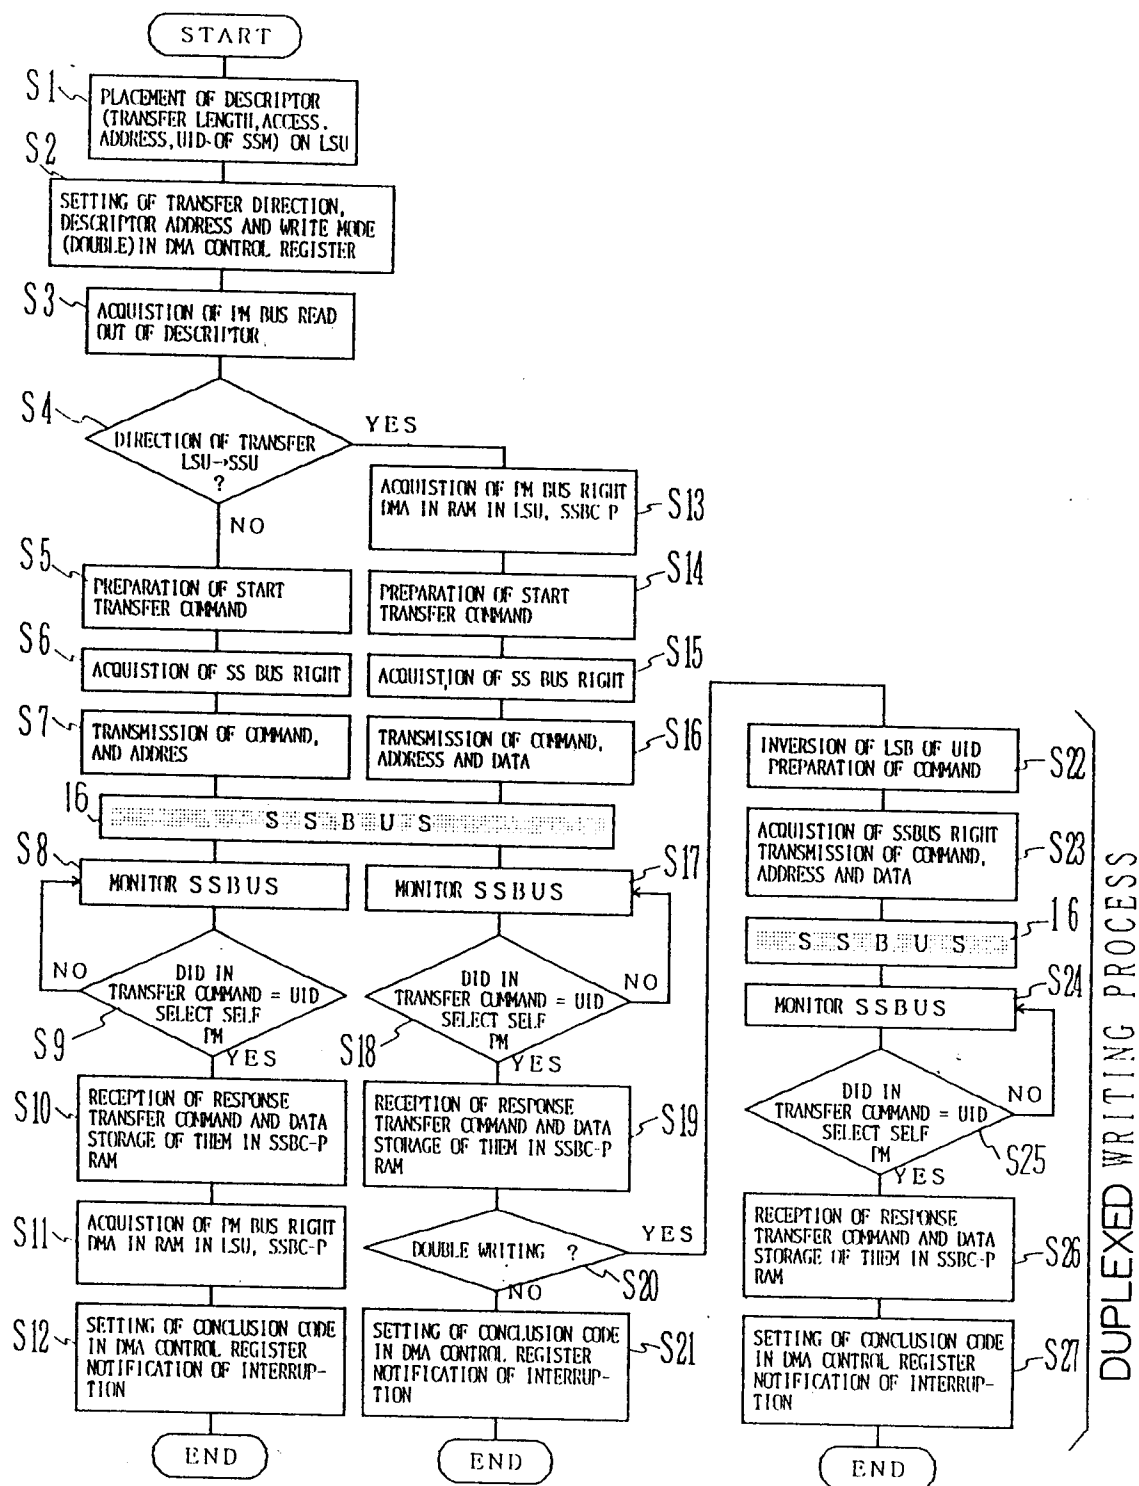 START
S1
PLACEMENT OF DESCRIPTOR
(TRANSFER LENGTH, ACCESS.
ADDRESS, UID-OF SSM) ON LSU
S2
SETTING OF TRANSFER DIRECTION,
DESCRIPTOR ADDRESS AND WRITE MODE
(DOUBLE) IN DMA CONTROL REGISTER
S3
ACQUISTION OF PM BUS READ
OUT OF DESCRIPTOR
S4
DIRECTION OF TRANSFER
LSU→SSU
?
YES
NO
S5
PREPARATION OF START
TRANSFER COMMAND
S6
ACQUISTION OF SS BUS RIGHT
S7
TRANSMISSION OF COMMAND,
AND ADDRES
ACQUISTION OF PM BUS RIGHT
DMA IN RAM IN LSU, SSBC P
S13
PREPARATION OF START
TRANSFER COMMAND
S14
ACQUISTION OF SS BUS RIGHT
S15
TRANSMISSION OF COMMAND,
ADDRESS AND DATA
S16
16
S S B U S
S8
MONITOR SSBUS
NO
DID IN
TRANSFER COMMAND = UID
SELECT SELF
PM
S9
YES
S10
RECEPTION OF RESPONSE
TRANSFER COMMAND AND DATA
STORAGE OF THEM IN SSBC-P
RAM
S11
ACQUISTION OF PM BUS RIGHT
DMA IN RAM IN LSU, SSBC-P
S12
SETTING OF CONCLUSION CODE
IN DMA CONTROL REGISTER
NOTIFICATION OF INTERRUP-
TION
END
MONITOR SSBUS
S17
DID IN
TRANSFER COMMAND = UID
SELECT SELF
PM
NO
S18
YES
RECEPTION OF RESPONSE
TRANSFER COMMAND AND DATA
STORAGE OF THEM IN SSBC-P
RAM
S19
DOUBLE WRITING ?
YES
S20
NO
SETTING OF CONCLUSION CODE
IN DMA CONTROL REGISTER
NOTIFICATION OF INTERRUP-
TION
S21
END
INVERSION OF LSB OF UID
PREPARATION OF COMMAND
S22
ACQUISTION OF SSBUS RIGHT
TRANSMISSION OF COMMAND,
ADDRESS AND DATA
S23
S S B U S
16
MONITOR SSBUS
S24
DID IN
TRANSFER COMMAND = UID
SELECT SELF
PM
NO
S25
YES
RECEPTION OF RESPONSE
TRANSFER COMMAND AND DATA
STORAGE OF THEM IN SSBC-P
RAM
S26
SETTING OF CONCLUSION CODE
IN DMA CONTROL REGISTER
NOTIFICATION OF INTERRUP-
TION
S27
END
DUPLEXED WRITING PROCESS